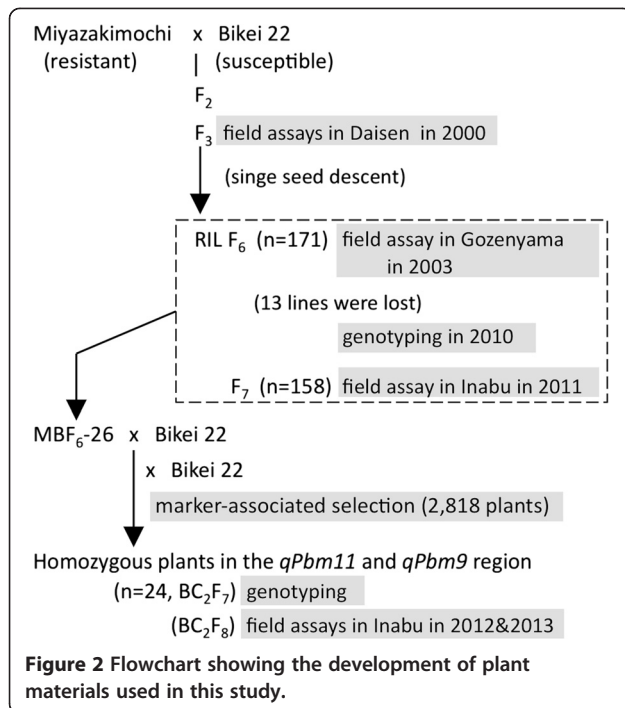 Miyazakimochi x Bikei 22
(resistant) (susceptible)
F2
F3 field assays in Daisen in 2000
(singe seed descent)
RIL F6 (n=171) field assay in Gozenyama
in 2003
(13 lines were lost)
genotyping in 2010
F7 (n=158) field assay in Inabu in 2011
MBF6-26 x Bikei 22
x Bikei 22
marker-associated selection (2,818 plants)
Homozygous plants in the qPbm11 and qPbm9 region
(n=24, BC2F7) genotyping
(BC2F8) field assays in Inabu in 2012&2013
Figure 2 Flowchart showing the development of plant
materials used in this study.